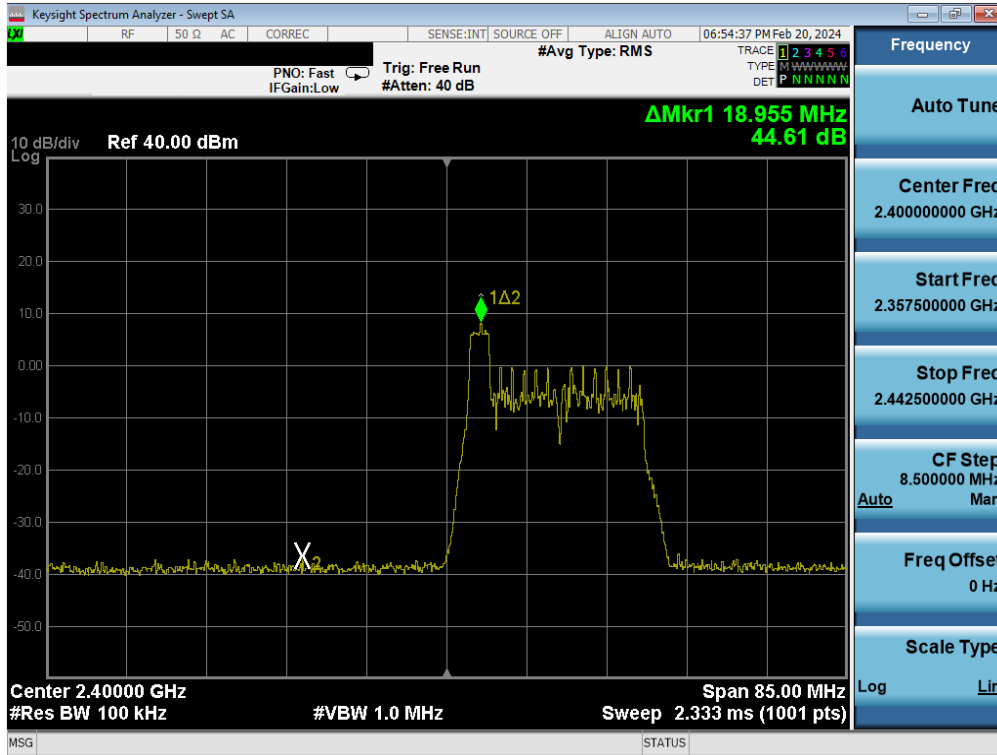 Keysight Spectrum Analyzer - Swept SA
LXI RF 50 Ω AC CORREC SENSE:INT SOURCE OFF ALIGN AUTO 06:54:37 PM Feb 20, 2024
#Avg Type: RMS
TRACE 1 2 3 4 5 6
TYPE M WWWWW
DET P N N N N N
PNO: Fast
IFGain:Low
Trig: Free Run
#Atten: 40 dB
ΔMkr1 18.955 MHz
44.61 dB
10 dB/div Ref 40.00 dBm
Log
30.0
20.0
10.0
0.00
-10.0
-20.0
-30.0
-40.0
-50.0
1Δ2
X2
Center 2.40000 GHz
Span 85.00 MHz
#Res BW 100 kHz
#VBW 1.0 MHz
Sweep 2.333 ms (1001 pts)
MSG
STATUS
Frequency
Auto Tune
Center Freq
2.400000000 GHz
Start Freq
2.357500000 GHz
Stop Freq
2.442500000 GHz
CF Step
8.500000 MHz
Auto Man
Freq Offset
0 Hz
Scale Type
Log Lin